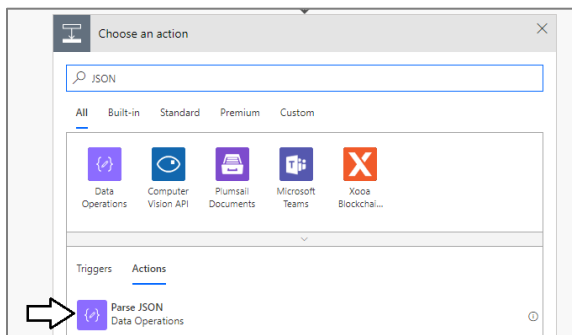 Choose an action
JSON
All Built-in Standard Premium Custom
Data Operations
Computer Vision API
Plumsail Documents
Microsoft Teams
Xooa Blockchai...
Triggers Actions
Parse JSON
Data Operations